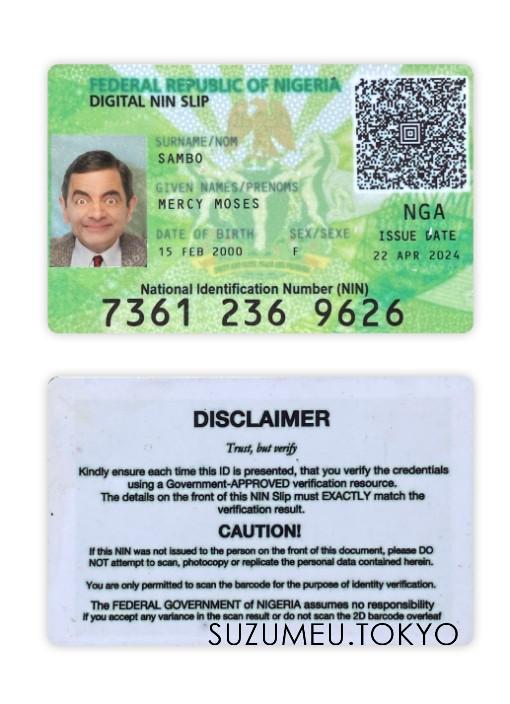 FEDERAL REPUBLIC OF NIGERIA
DIGITAL NIN SLIP
SURNAME/NOM
SAMBO
GIVEN NAMES/PRENOMS
MERCY MOSES
DATE OF BIRTH SEX/SEXE
15 FEB 2000 F
NGA
ISSUE DATE
22 APR 2024
National Identification Number (NIN)
7361 236 9626
DISCLAIMER
Trust, but verify
Kindly ensure each time this ID is presented, that you verify the credentials
using a Government-APPROVED verification resource.
The details on the front of this NIN Slip must EXACTLY match the
verification result.
CAUTION!
If this NIN was not issued to the person on the front of this document, please DO
NOT attempt to scan, photocopy or replicate the personal data contained herein.
You are only permitted to scan the barcode for the purpose of identity verification.
The FEDERAL GOVERNMENT of NIGERIA assumes no responsibility
if you accept any variance in the scan result or do not scan the 2D barcode overleaf
SUZUMEU.TOKYO